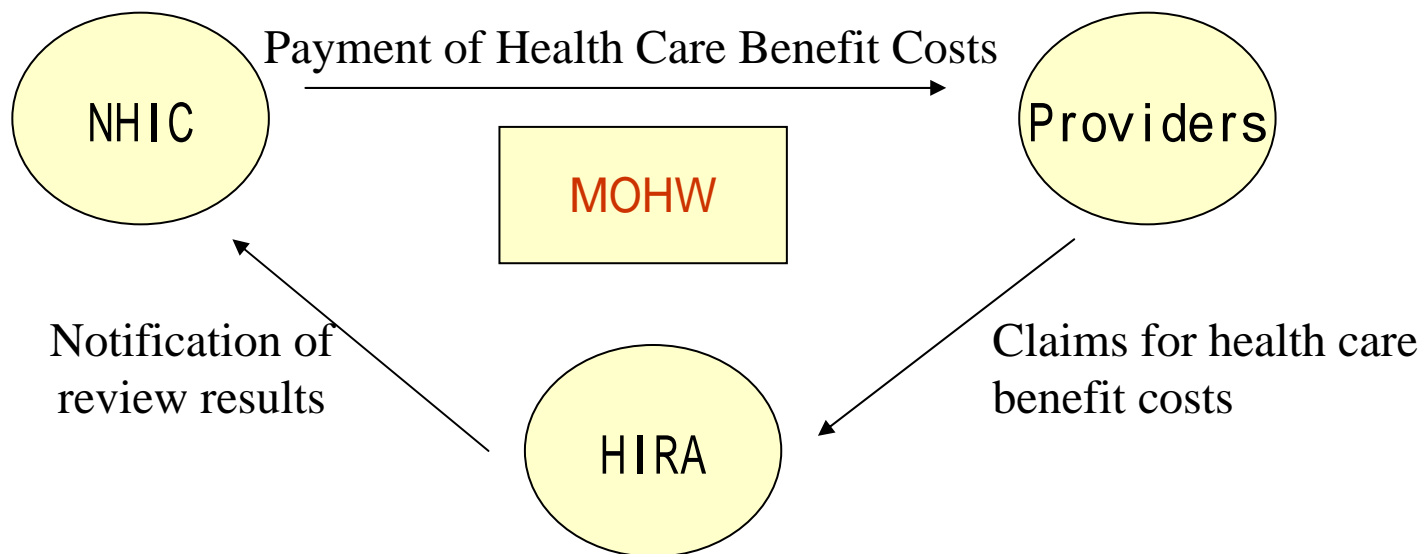 Payment of Health Care Benefit Costs
NHIC
Providers
MOHW
Notification of
review results
Claims for health care
benefit costs
HIRA